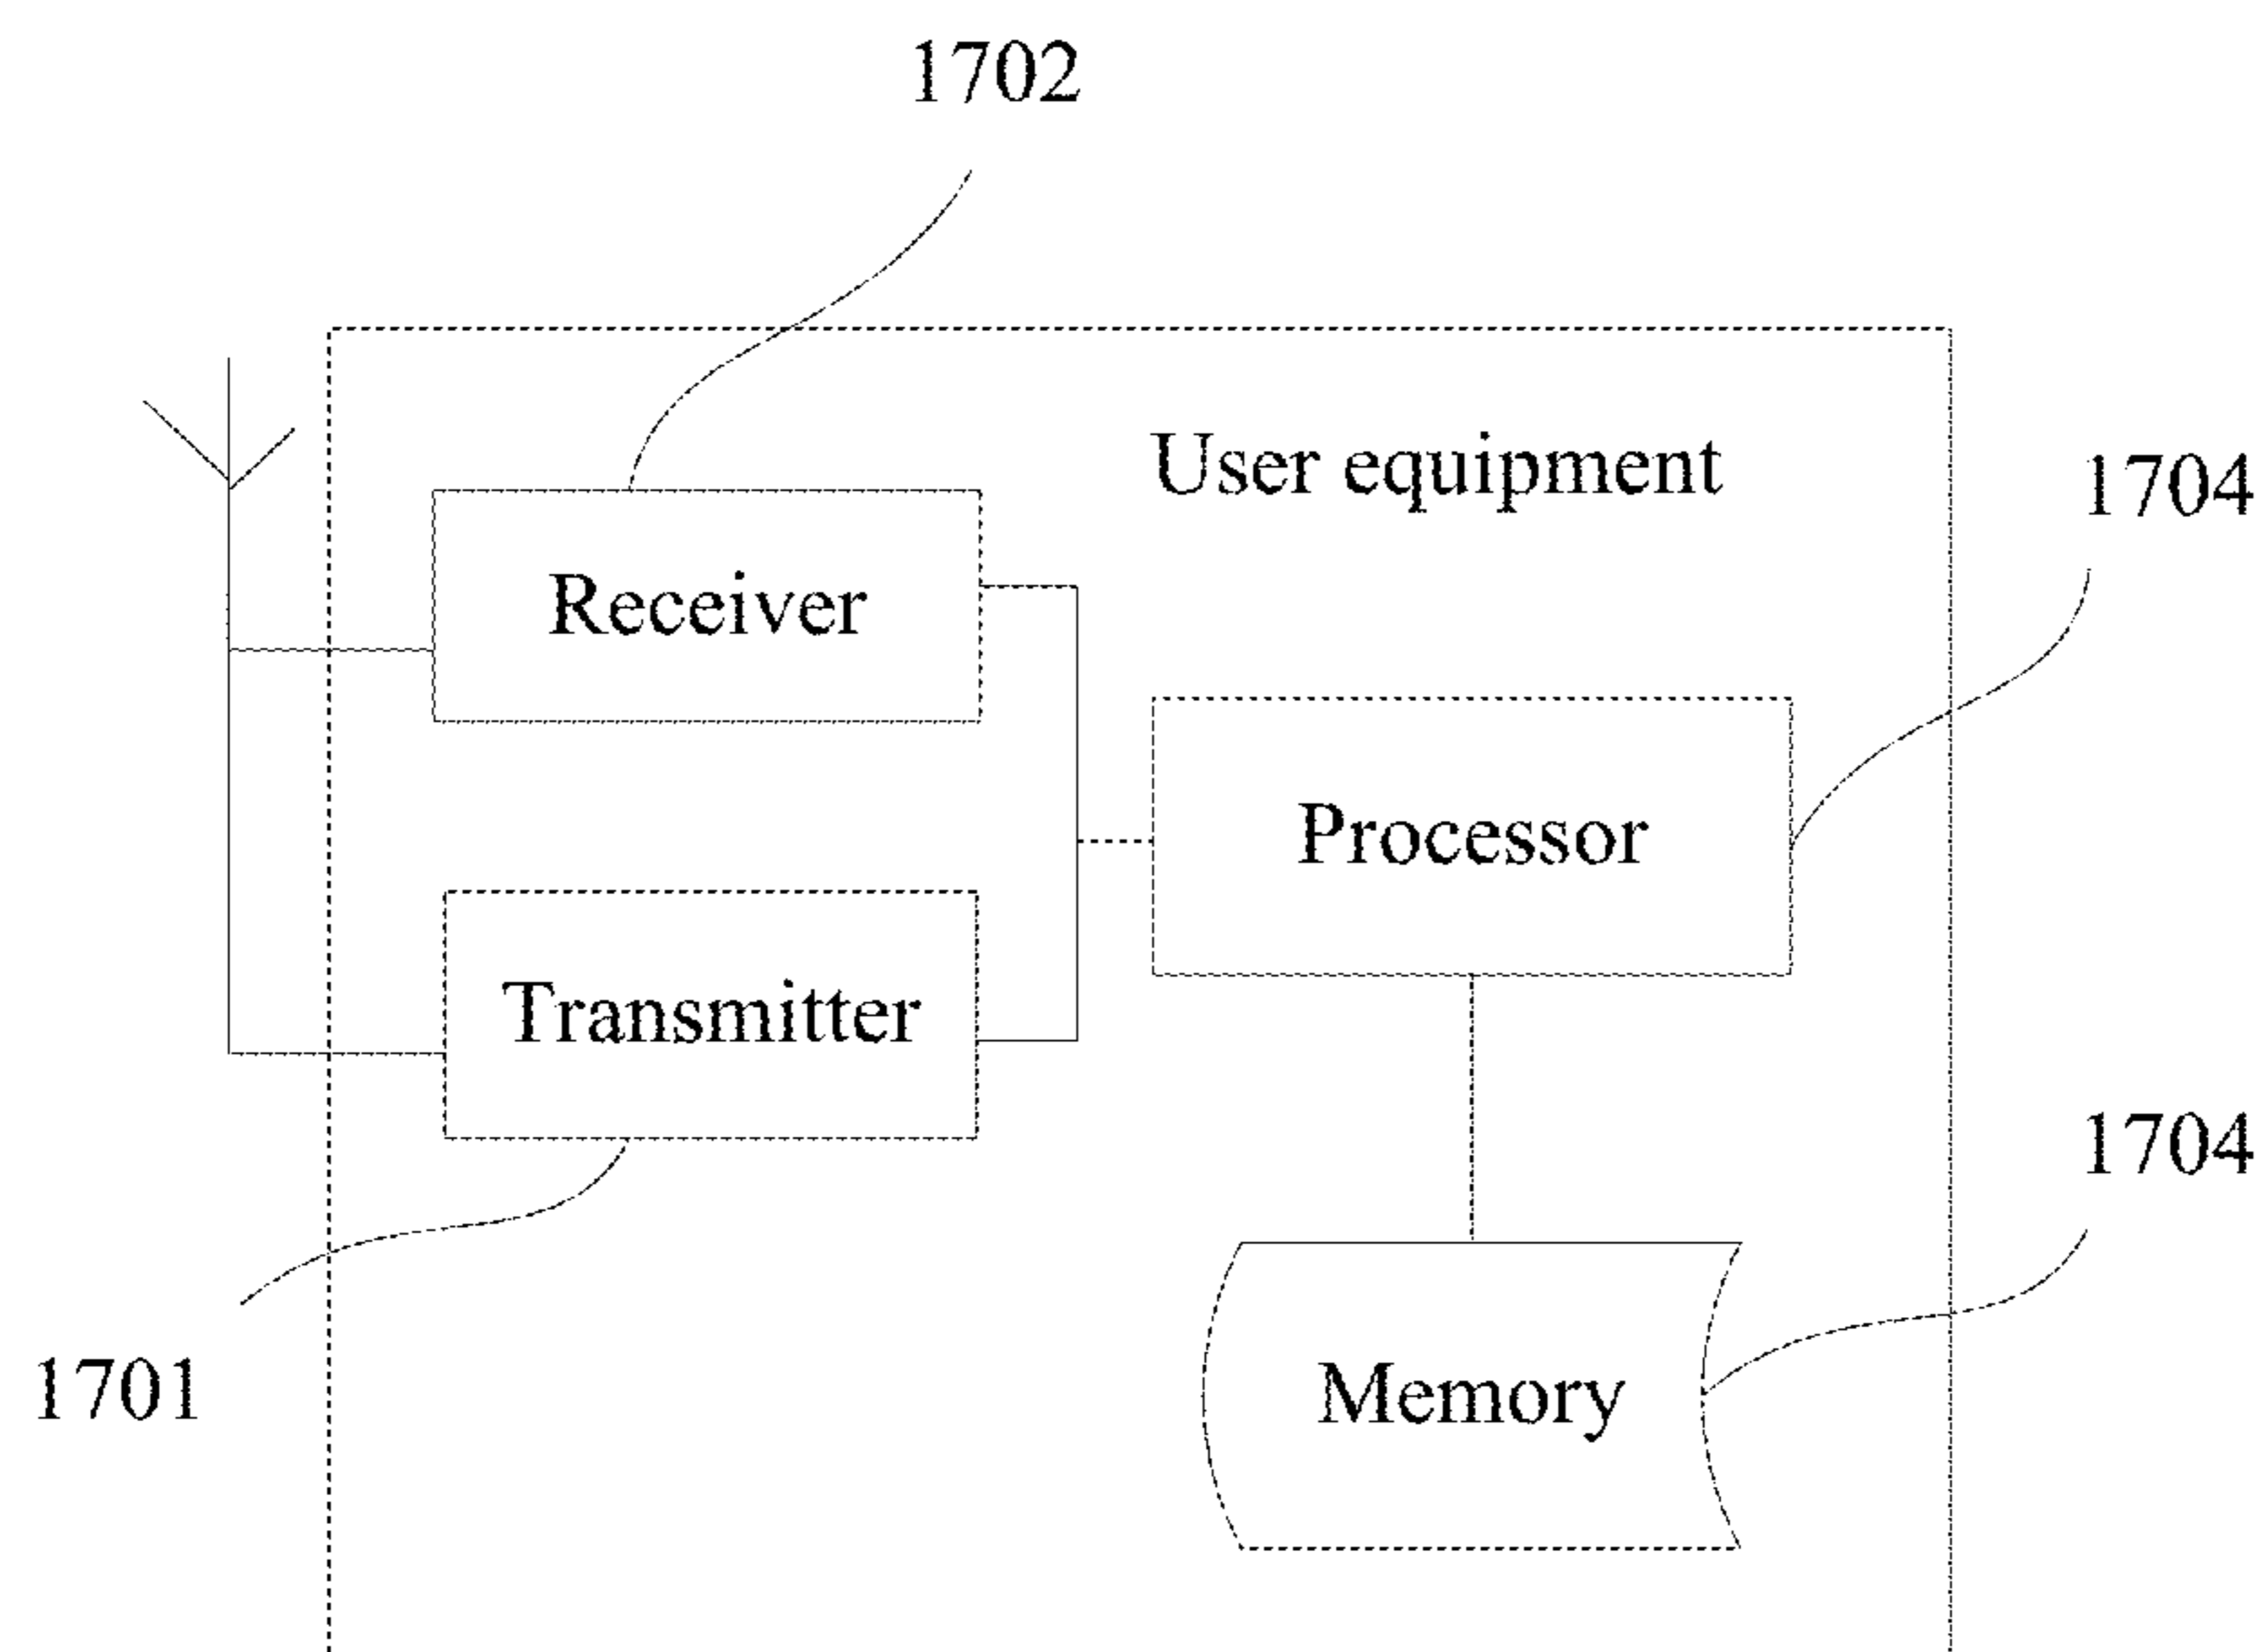 1702
User equipment
1704
Receiver
Processor
Transmitter
1704
1701
Memory